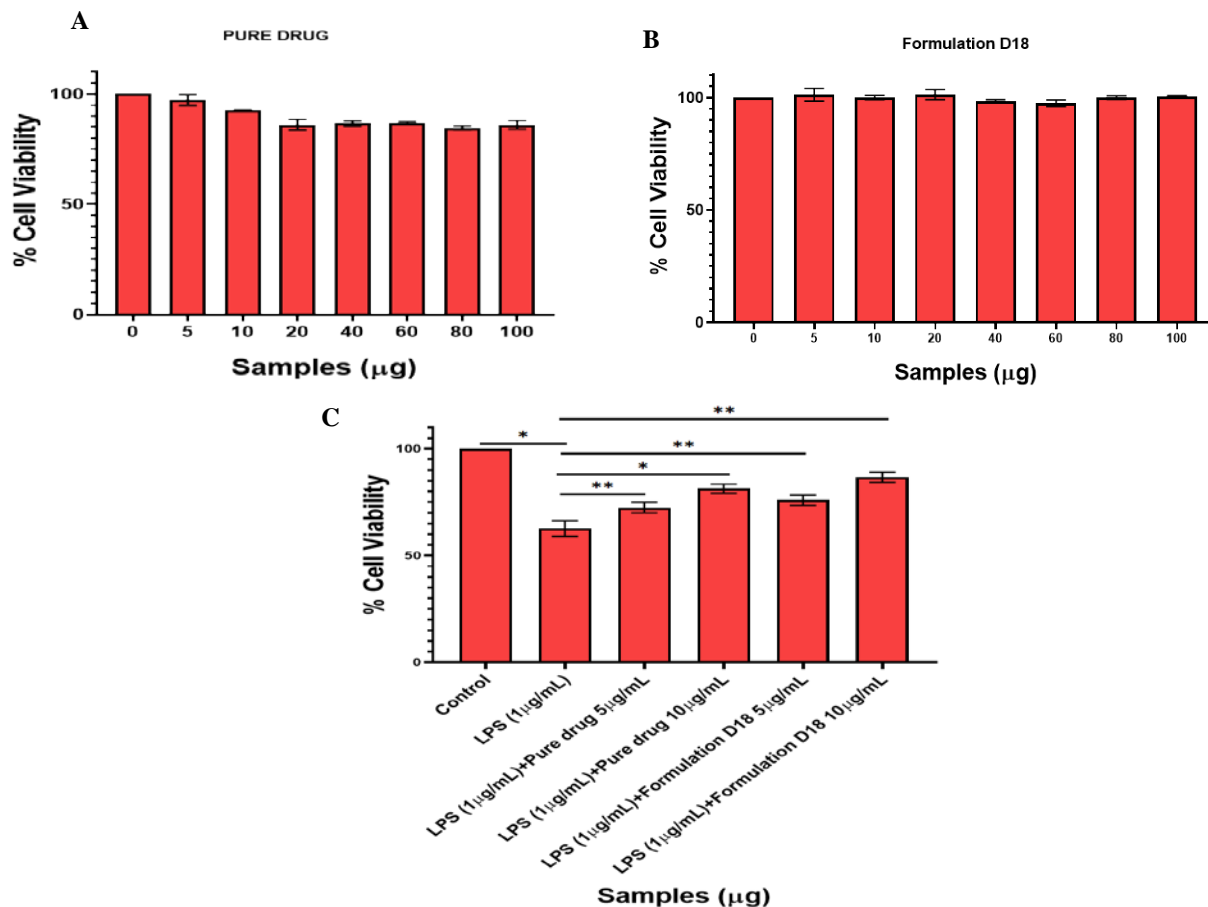 A
PURE DRUG
% Cell Viability
100
50
0
0 5 10 20 40 60 80 100
Samples (μg)
B
Formulation D18
% Cell Viability
100
50
0
0 5 10 20 40 60 80 100
Samples (μg)
C
% Cell Viability
100
50
0
**
*
**
*
**
Control
LPS (1μg/mL)
LPS (1μg/mL)+Pure drug 5μg/mL
LPS (1μg/mL)+Pure drug 10μg/mL
LPS (1μg/mL)+Formulation D18 5μg/mL
LPS (1μg/mL)+Formulation D18 10μg/mL
Samples (μg)